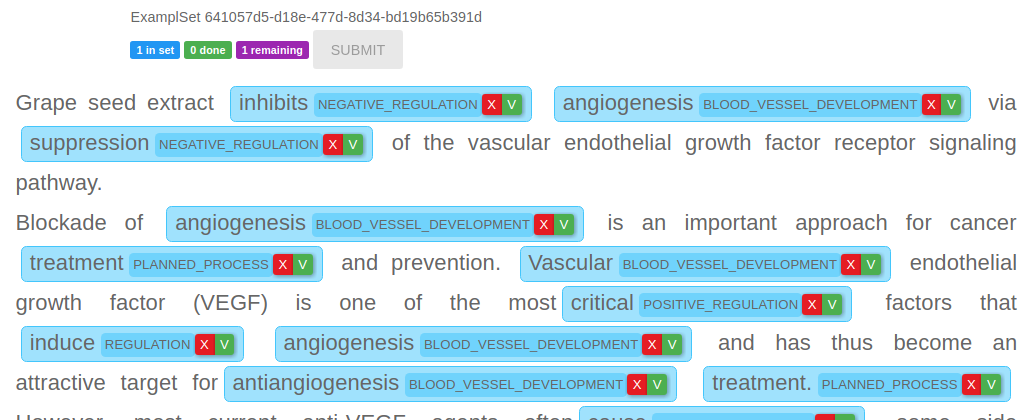 ExamplSet 641057d5-d18e-477d-8d34-bd19b65b391d
1 in set 0 done 1 remaining SUBMIT
Grape seed extract inhibits NEGATIVE_REGULATION X V angiogenesis BLOOD_VESSEL_DEVELOPMENT X V via
suppression NEGATIVE_REGULATION X V of the vascular endothelial growth factor receptor signaling
pathway.
Blockade of angiogenesis BLOOD_VESSEL_DEVELOPMENT X V is an important approach for cancer
treatment PLANNED_PROCESS X V and prevention. Vascular BLOOD_VESSEL_DEVELOPMENT X V endothelial
growth factor (VEGF) is one of the most critical POSITIVE_REGULATION X V factors that
induce REGULATION X V angiogenesis BLOOD_VESSEL_DEVELOPMENT X V and has thus become an
attractive target for antiangiogenesis BLOOD_VESSEL_DEVELOPMENT X V treatment. PLANNED_PROCESS X V
However, most current anti-VEGF agents often cause some side